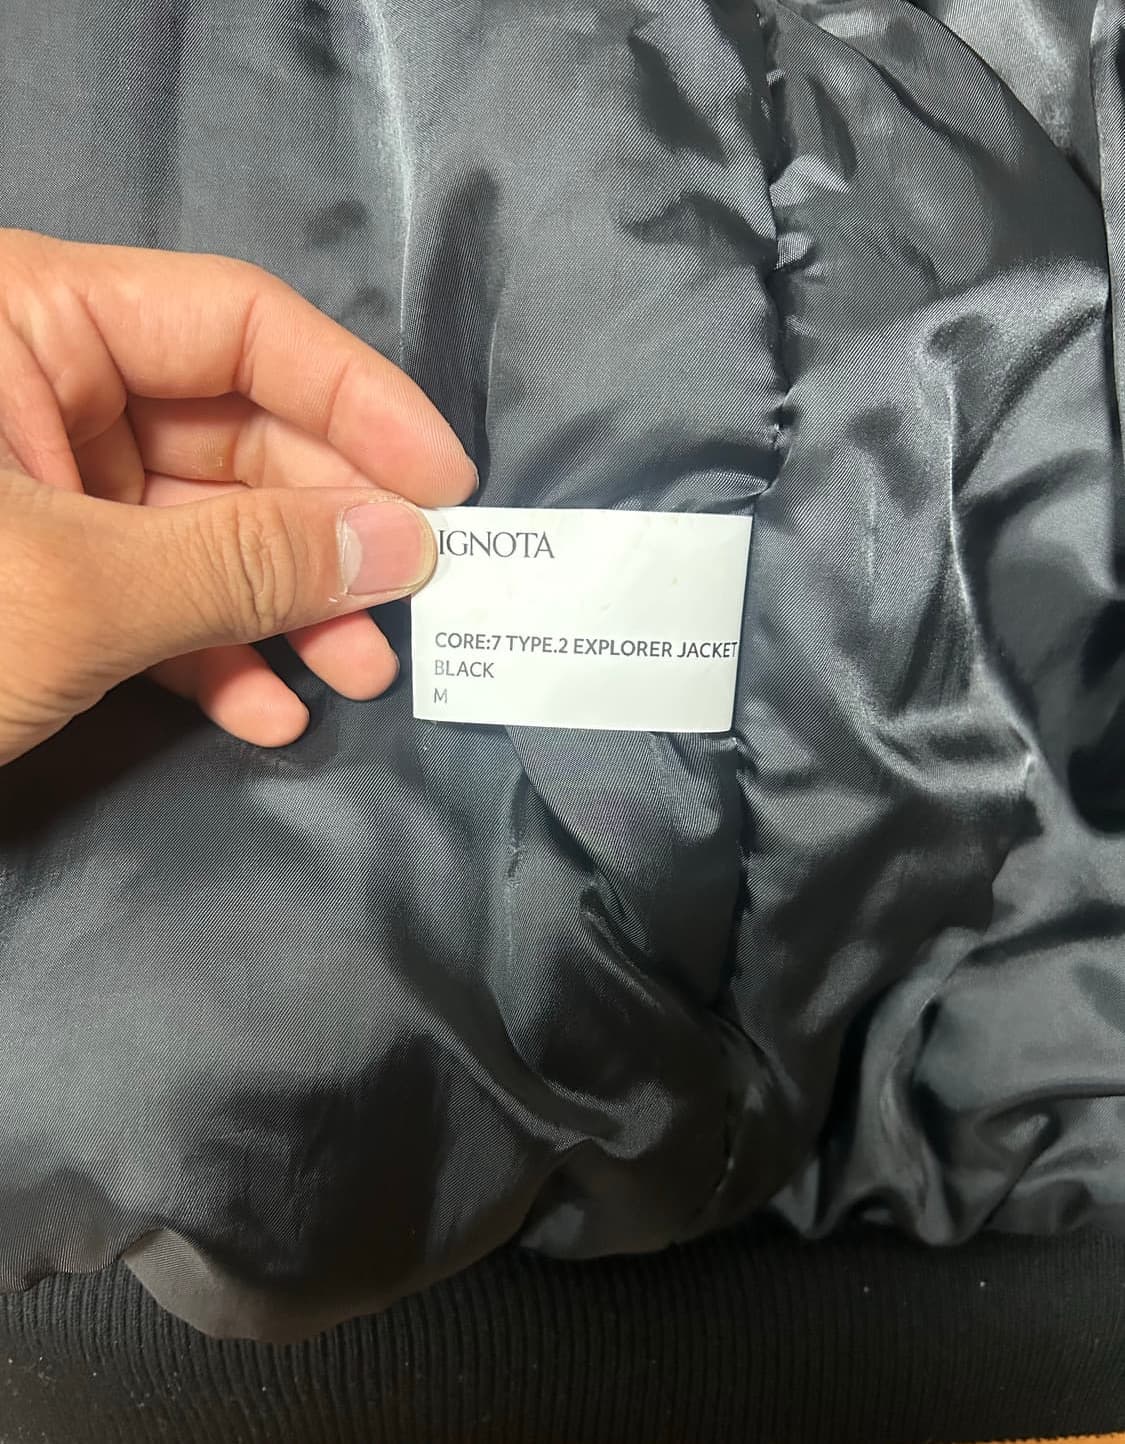 IGNOTA
CORE:7 TYPE.2 EXPLORER JACKET
BLACK
M